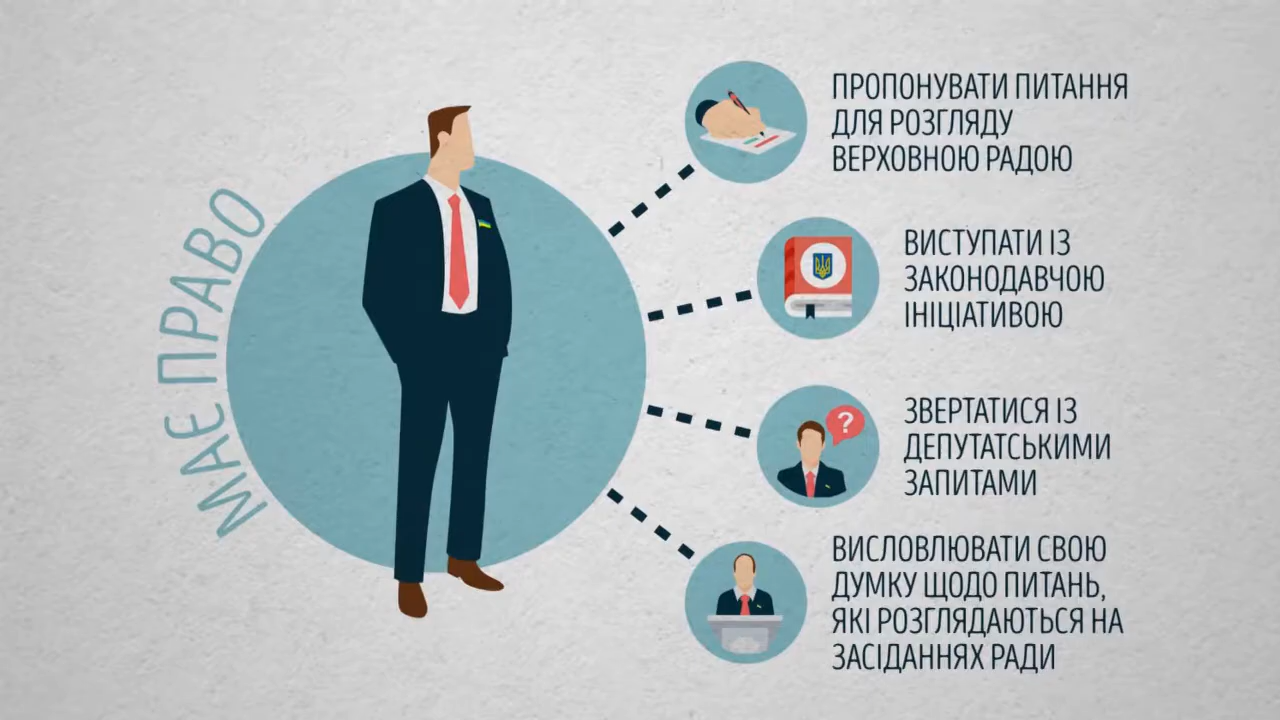 МАЄ ПРАВО
ПРОПОНУВАТИ ПИТАННЯ
ДЛЯ РОЗГЛЯДУ
ВЕРХОВНОЮ РАДОЮ
ВИСТУПАТИ ІЗ
ЗАКОНОДАВЧОЮ
ІНІЦІАТИВОЮ
?
ЗВЕРТАТИСЯ ІЗ
ДЕПУТАТСЬКИМИ
ЗАПИТАМИ
ВИСЛОВЛЮВАТИ СВОЮ
ДУМКУ ЩОДО ПИТАНЬ,
ЯКІ РОЗГЛЯДАЮТЬСЯ НА
ЗАСІДАННЯХ РАДИ